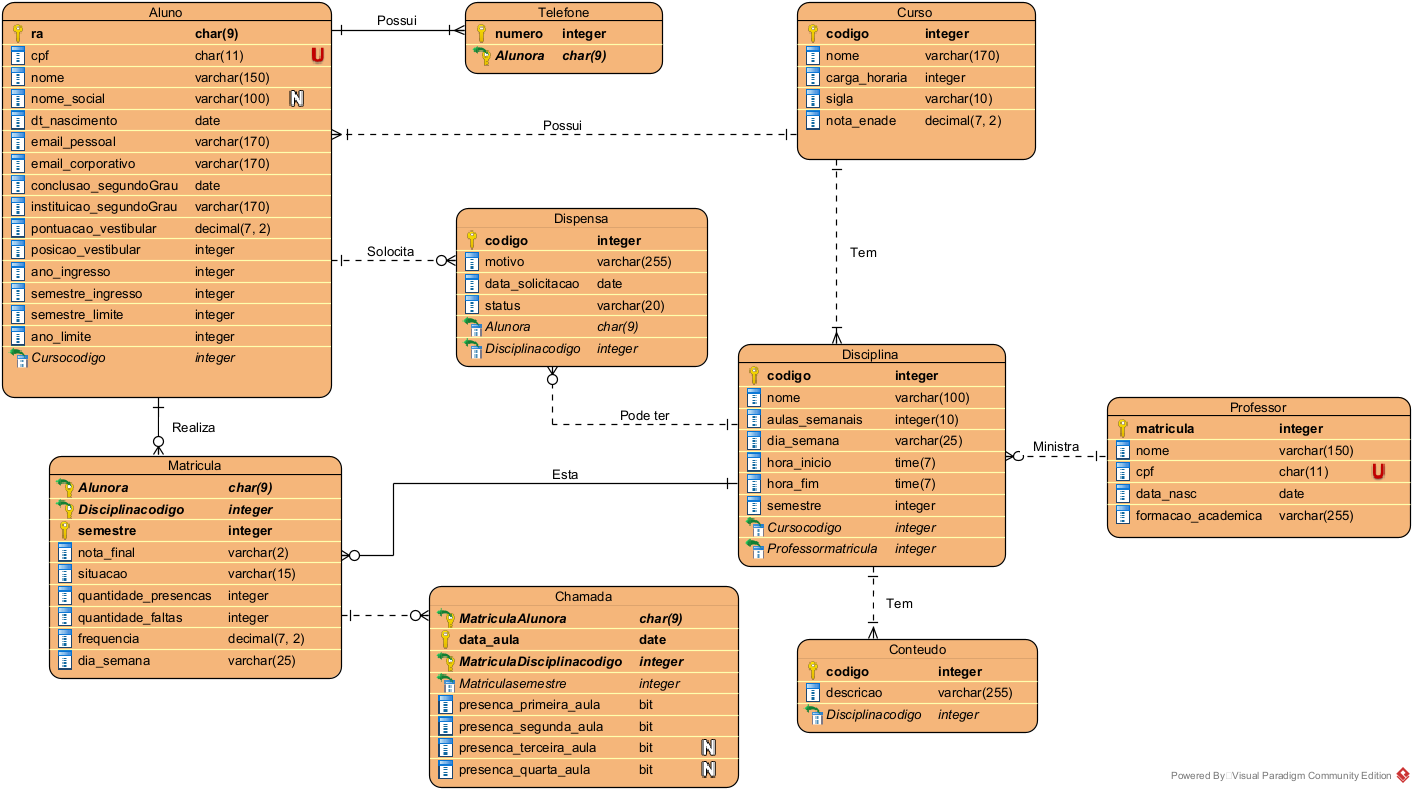 Aluno
ra char(9)
cpf char(11) U
nome varchar(150)
nome_social varchar(100) N
dt_nascimento date
email_pessoal varchar(170)
email_corporativo varchar(170)
conclusao_segundoGrau date
instituicao_segundoGrau varchar(170)
pontuacao_vestibular decimal(7, 2)
posicao_vestibular integer
ano_ingresso integer
semestre_ingresso integer
semestre_limite integer
ano_limite integer
Cursocodigo integer
Possui
Telefone
numero integer
Alunora char(9)
Curso
codigo integer
nome varchar(170)
carga_horaria integer
sigla varchar(10)
nota_enade decimal(7, 2)
Possui
Tem
Solocita
Dispensa
codigo integer
motivo varchar(255)
data_solicitacao date
status varchar(20)
Alunora char(9)
Disciplinacodigo integer
Pode ter
Disciplina
codigo integer
nome varchar(100)
aulas_semanais integer(10)
dia_semana varchar(25)
hora_inicio time(7)
hora_fim time(7)
semestre integer
Cursocodigo integer
Professormatricula integer
Ministra
Professor
matricula integer
nome varchar(150)
cpf char(11) U
data_nasc date
formacao_academica varchar(255)
Realiza
Matricula
Alunora char(9)
Disciplinacodigo integer
semestre integer
nota_final varchar(2)
situacao varchar(15)
quantidade_presencas integer
quantidade_faltas integer
frequencia decimal(7, 2)
dia_semana varchar(25)
Esta
Chamada
MatriculaAlunora char(9)
data_aula date
MatriculaDisciplinacodigo integer
Matriculasemestre integer
presenca_primeira_aula bit
presenca_segunda_aula bit
presenca_terceira_aula bit N
presenca_quarta_aula bit N
Tem
Conteudo
codigo integer
descricao varchar(255)
Disciplinacodigo integer
Powered By Visual Paradigm Community Edition